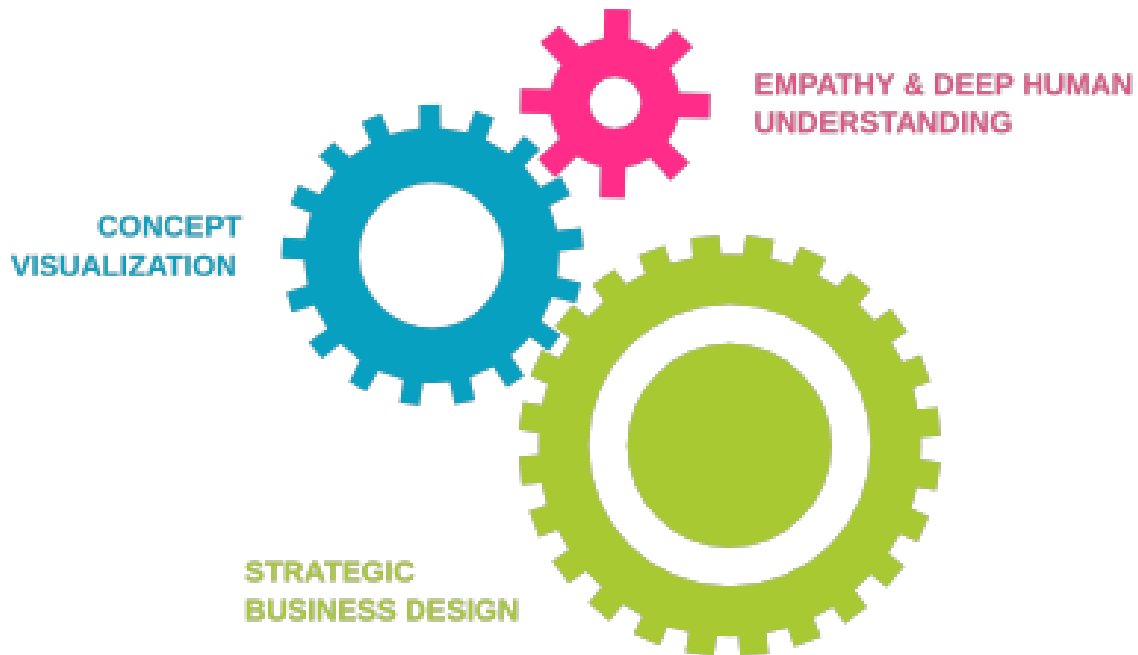 EMPATHY & DEEP HUMAN
UNDERSTANDING
CONCEPT
VISUALIZATION
STRATEGIC
BUSINESS DESIGN